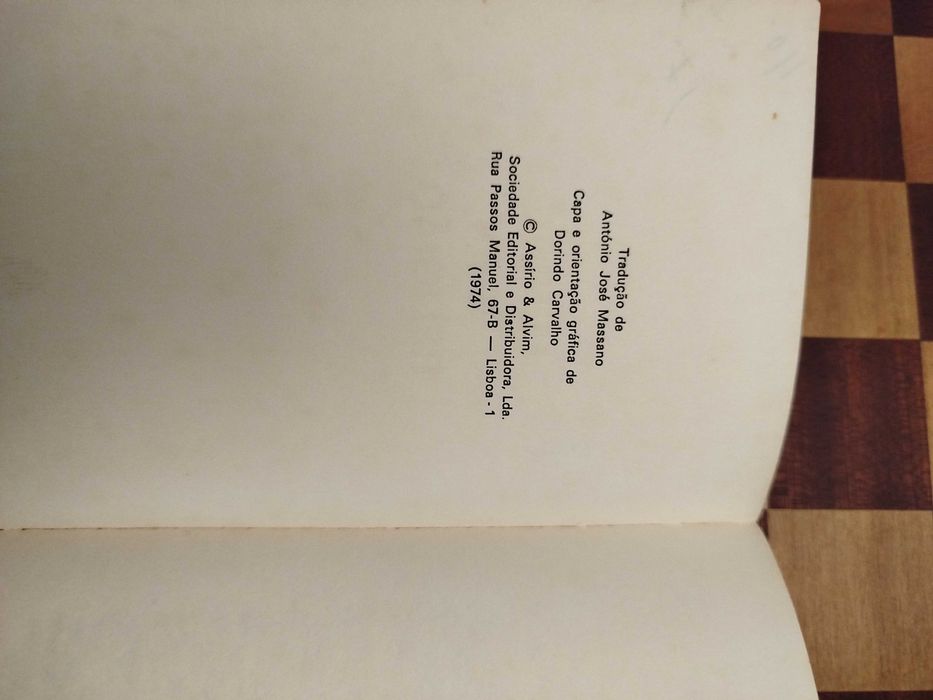 Tradução de
António José Massano
Capa e orientação gráfica de
Dorindo Carvalho
© Assírio & Alvim,
Sociedade Editorial e Distribuidora, Lda.
Rua Passos Manuel, 67-B — Lisboa - 1
(1974)